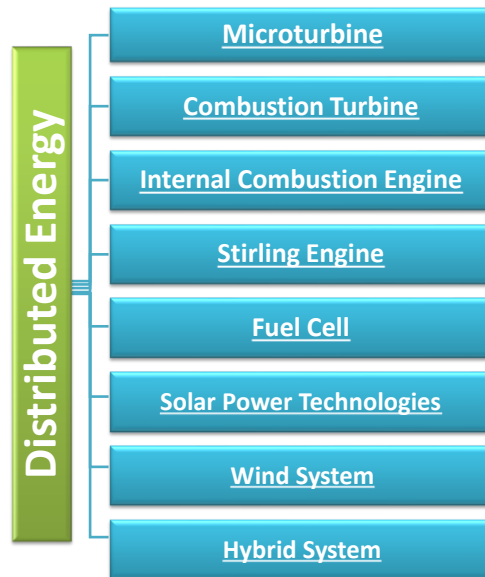 Distributed Energy
Microturbine
Combustion Turbine
Internal Combustion Engine
Stirling Engine
Fuel Cell
Solar Power Technologies
Wind System
Hybrid System